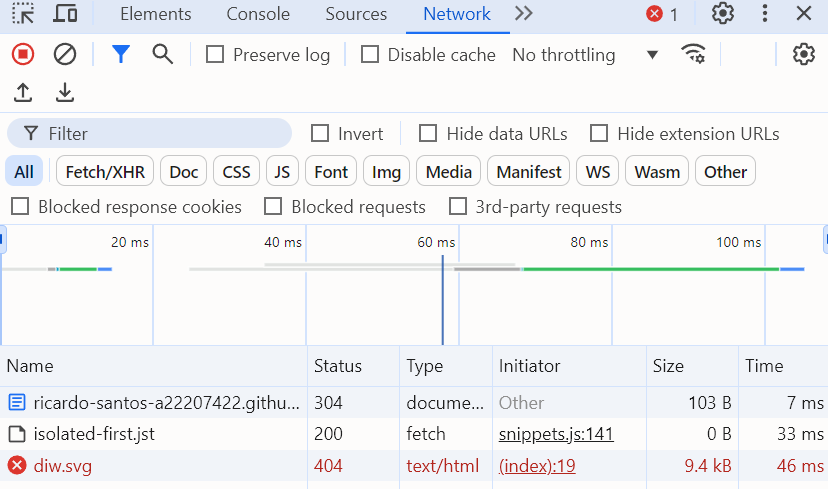 Elements Console Sources Network 1
Preserve log Disable cache No throttling
Filter Invert Hide data URLs Hide extension URLs
All Fetch/XHR Doc CSS JS Font Img Media Manifest WS Wasm Other
Blocked response cookies Blocked requests 3rd-party requests
20 ms 40 ms 60 ms 80 ms 100 ms
Name Status Type Initiator Size Time
ricardo-santos-a22207422.githu... 304 docume... Other 103 B 7 ms
isolated-first.jst 200 fetch snippets.js:141 0 B 33 ms
diw.svg 404 text/html (index):19 9.4 kB 46 ms